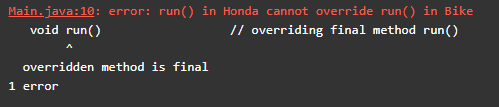 Main.java:10: error: run() in Honda cannot override run() in Bike
void run() // overriding final method run()
^
overridden method is final
1 error